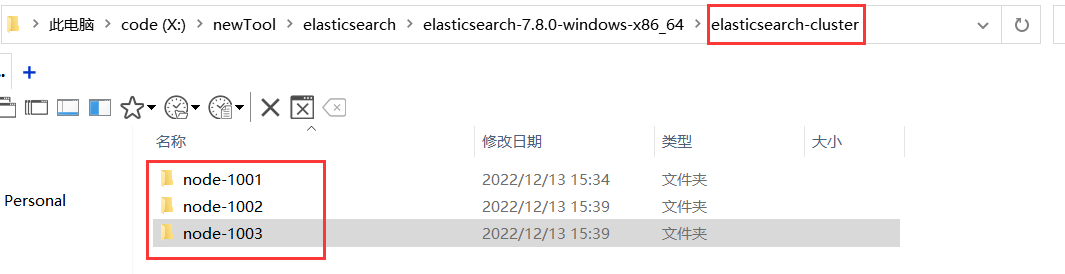 此电脑 > code (X:) > newTool > elasticsearch > elasticsearch-7.8.0-windows-x86_64 > elasticsearch-cluster
名称 修改日期 类型 大小
node-1001 2022/12/13 15:34 文件夹
Personal
node-1002 2022/12/13 15:39 文件夹
node-1003 2022/12/13 15:39 文件夹